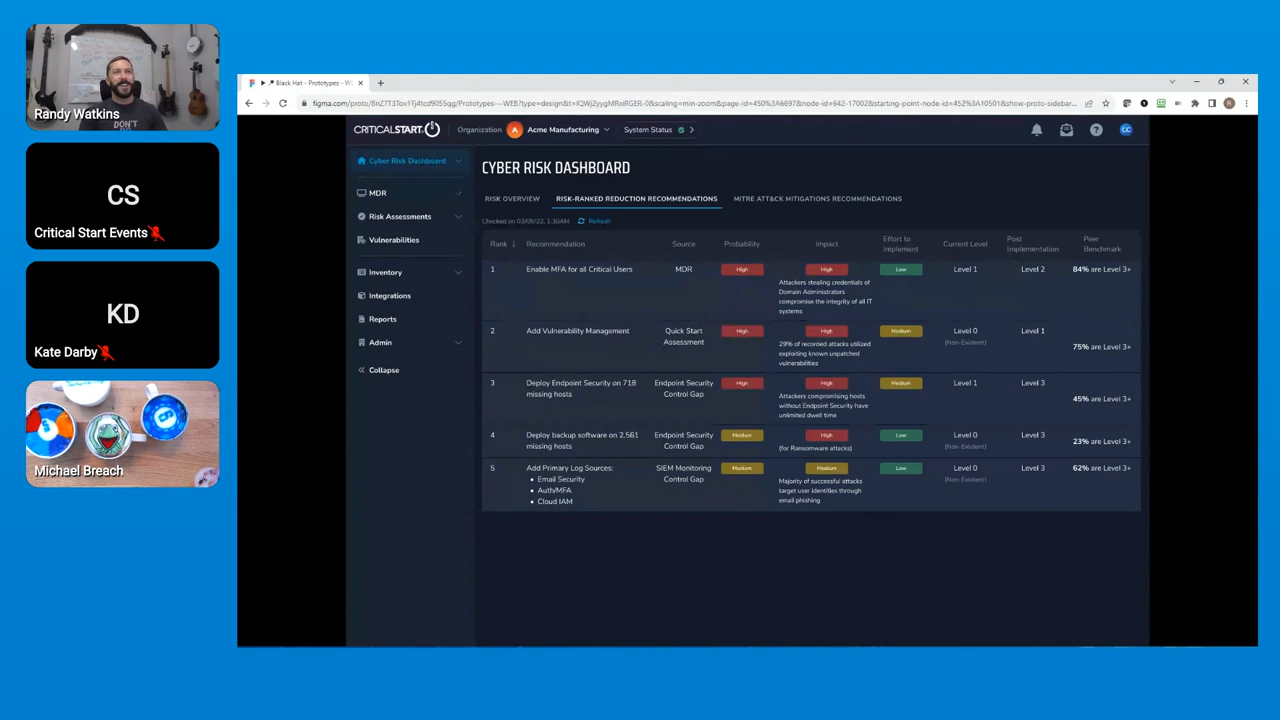 Randy Watkins
DON'T
CS
Critical Start Events
KD
Kate Darby
Michael Breach
Black Hat - Prototypes - W
CRITICALSTART
Organization
A
Acme Manufacturing
System Status
CC
Cyber Risk Dashboard
MDR
Risk Assessments
Vulnerabilities
Inventory
Integrations
Reports
Admin
Collapse
CYBER RISK DASHBOARD
RISK OVERVIEW
RISK-RANKED REDUCTION RECOMMENDATIONS
MITRE ATT&CK MITIGATIONS RECOMMENDATIONS
Checked on 03/09/22, 1:30AM
Refresh
Rank
Recommendation
Source
Probability
Impact
Effort to
Implement
Current Level
Post
Implementation
Peer
Benchmark
1
Enable MFA for all Critical Users
MDR
High
High
Attackers stealing credentials of
Domain Administrators
compromise the integrity of all IT
systems
Low
Level 1
Level 2
84% are Level 3+
2
Add Vulnerability Management
Quick Start
Assessment
High
High
29% of recorded attacks utilized
exploiting known unpatched
vulnerabilities
Medium
Level 0
(Non-Existent)
Level 1
75% are Level 3+
3
Deploy Endpoint Security on 718
missing hosts
Endpoint Security
Control Gap
High
High
Attackers compromising hosts
without Endpoint Security have
unlimited dwell time
Medium
Level 1
Level 3
45% are Level 3+
4
Deploy backup software on 2,561
missing hosts
Endpoint Security
Control Gap
Medium
High
(for Ransomware attacks)
Low
Level 0
(Non-Existent)
Level 3
23% are Level 3+
5
Add Primary Log Sources:
• Email Security
• Auth/MFA
• Cloud IAM
SIEM Monitoring
Control Gap
Medium
Medium
Majority of successful attacks
target user identities through
email phishing
Low
Level 0
(Non-Existent)
Level 3
62% are Level 3+